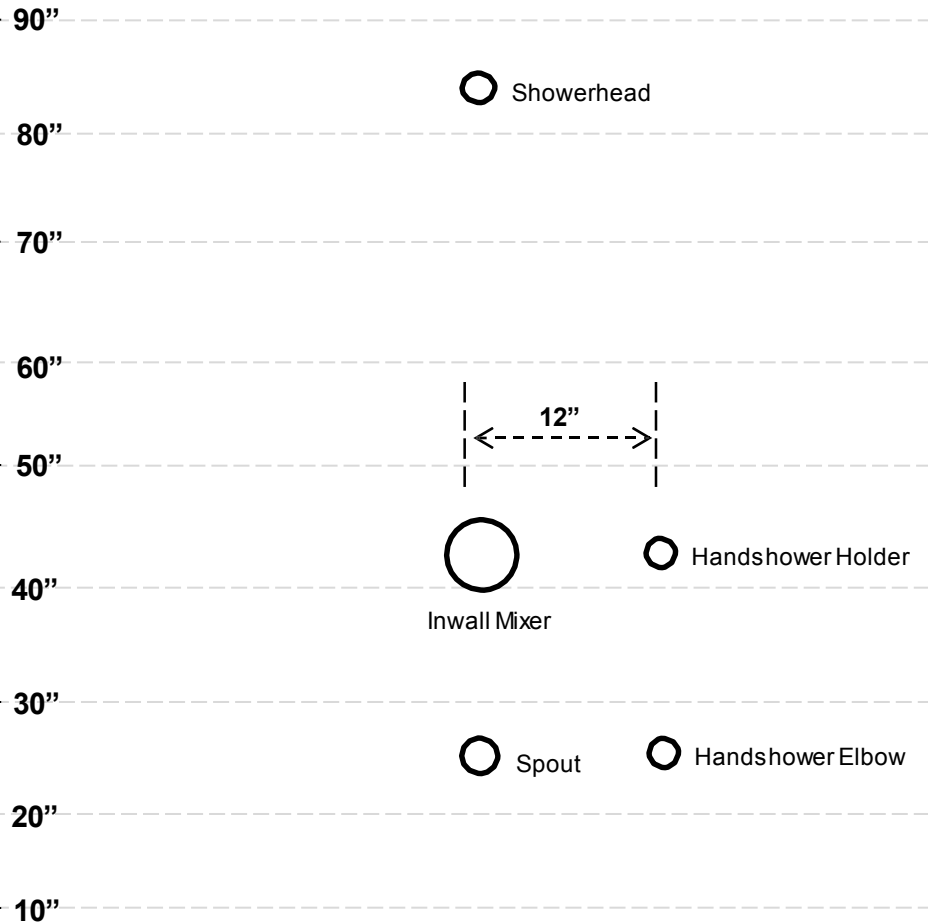 90”
Showerhead
80”
70”
60”
12”
50”
Handshower Holder
40”
Inwall Mixer
30”
Spout
Handshower Elbow
20”
10”